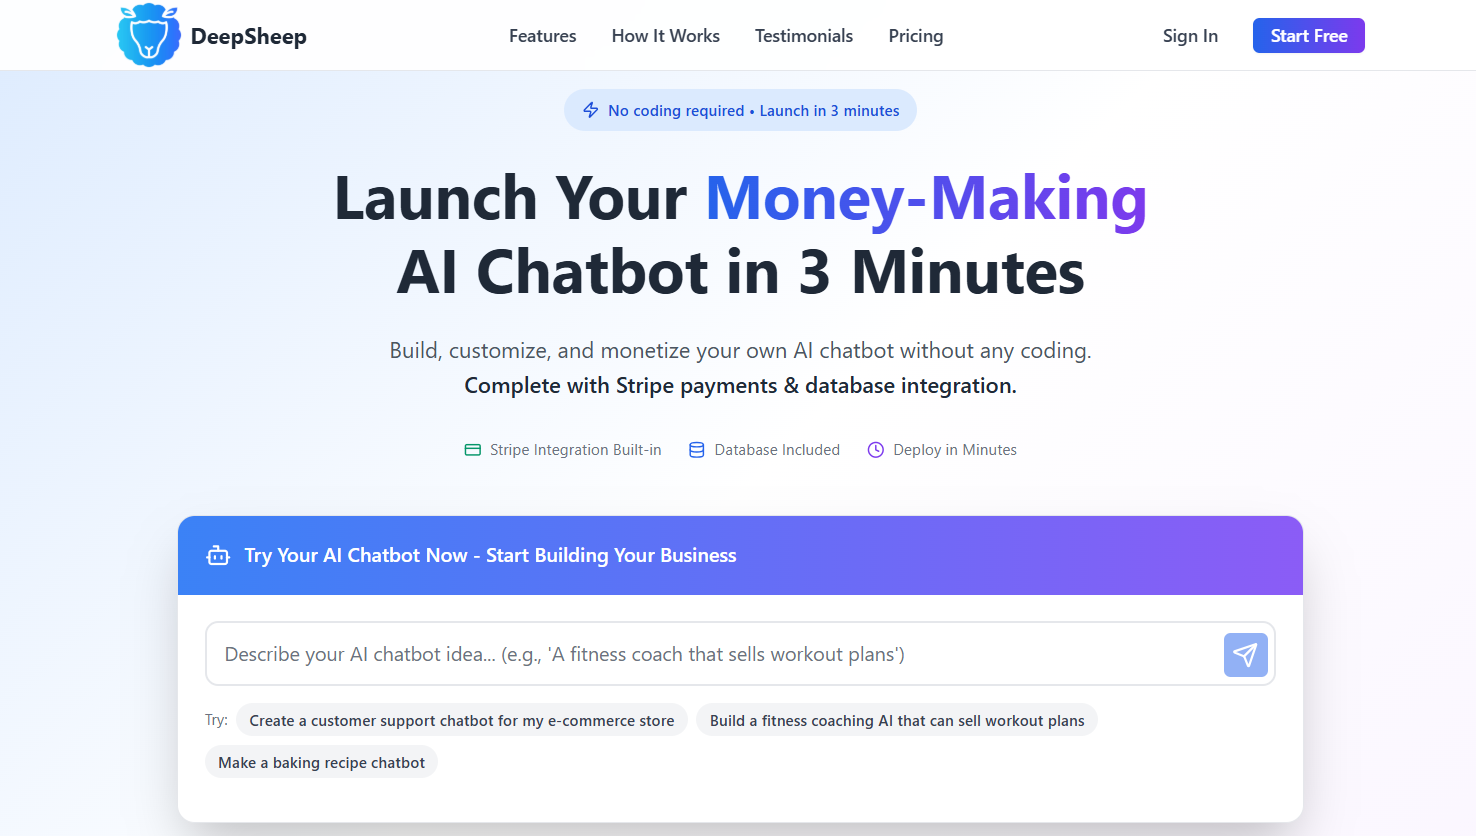 DeepSheep
Features
How It Works
Testimonials
Pricing
Sign In
Start Free
No coding required • Launch in 3 minutes
Launch Your Money-Making
AI Chatbot in 3 Minutes
Build, customize, and monetize your own AI chatbot without any coding.
Complete with Stripe payments & database integration.
Stripe Integration Built-in
Database Included
Deploy in Minutes
Try Your AI Chatbot Now - Start Building Your Business
Describe your AI chatbot idea... (e.g., 'A fitness coach that sells workout plans')
Try:
Create a customer support chatbot for my e-commerce store
Build a fitness coaching AI that can sell workout plans
Make a baking recipe chatbot